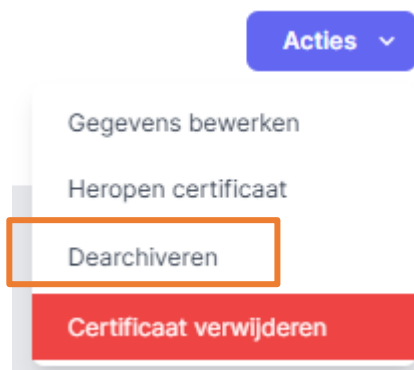 Acties
Gegevens bewerken
Heropen certificaat
Dearchiveren
Certificaat verwijderen